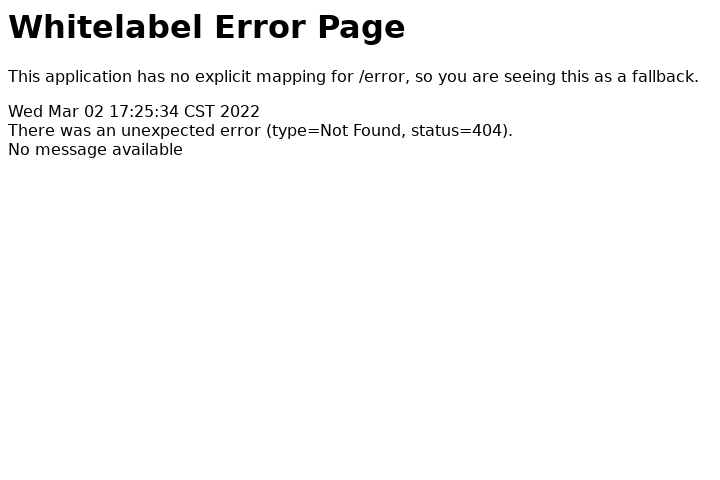 Whitelabel Error Page
This application has no explicit mapping for /error, so you are seeing this as a fallback.
Wed Mar 02 17:25:34 CST 2022
There was an unexpected error (type=Not Found, status=404).
No message available